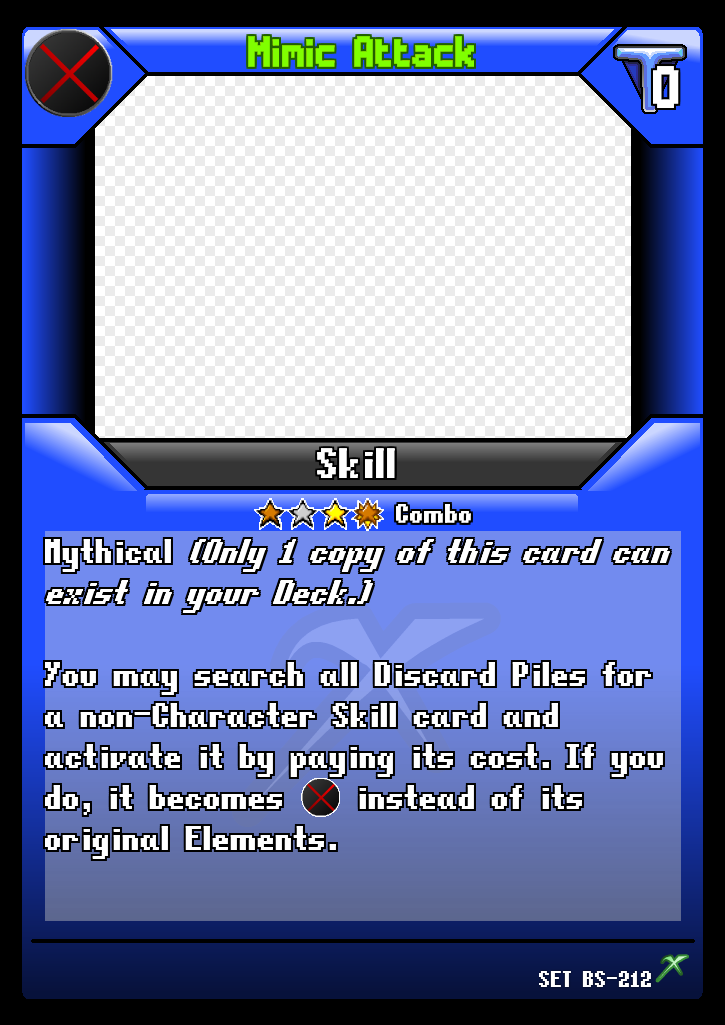 Mimic Attack
0
Skill
Combo
Mythical (Only 1 copy of this card can
exist in your Deck.)
You may search all Discard Piles for
a non-Character Skill card and
activate it by paying its cost. If you
do, it becomes instead of its
original Elements.
SET BS-212